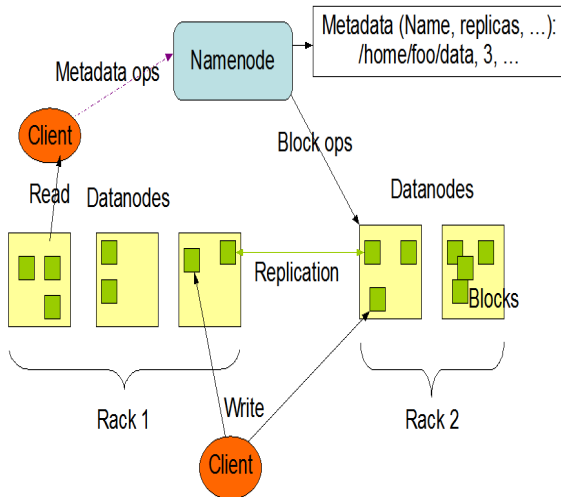 Metadata (Name, replicas, …):
/home/foo/data, 3, …
Namenode
Metadata ops
Client
Block ops
Read
Datanodes
Datanodes
Replication
Blocks
Rack 1
Write
Rack 2
Client